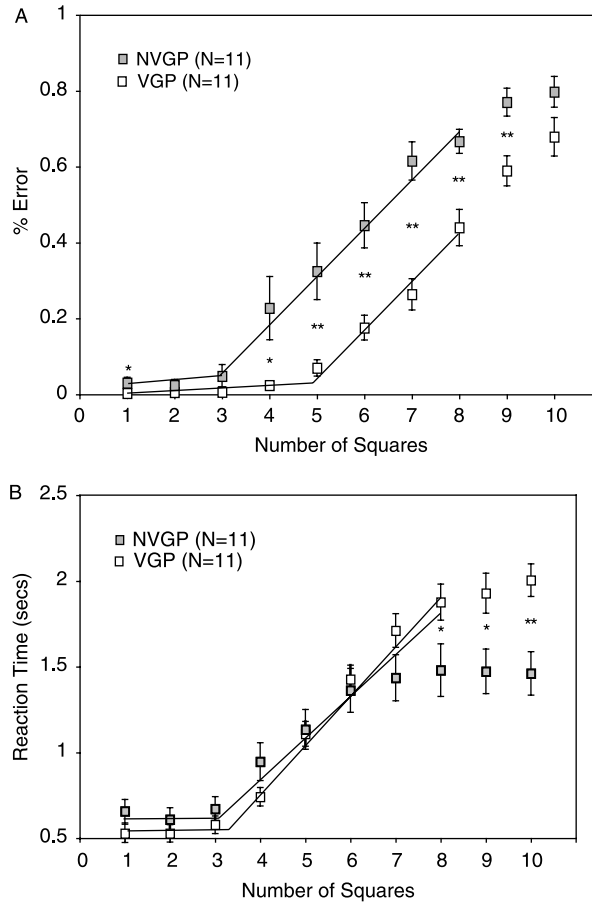 A
1
NVGP (N=11)
VGP (N=11)
0.8
**
0.6
**
% Error
**
0.4
**
**
0.2
*
*
0
0 1 2 3 4 5 6 7 8 9 10
Number of Squares
B
2.5
NVGP (N=11)
VGP (N=11)
2
* * **
Reaction Time (secs)
1.5
1
0.5
0 1 2 3 4 5 6 7 8 9 10
Number of Squares